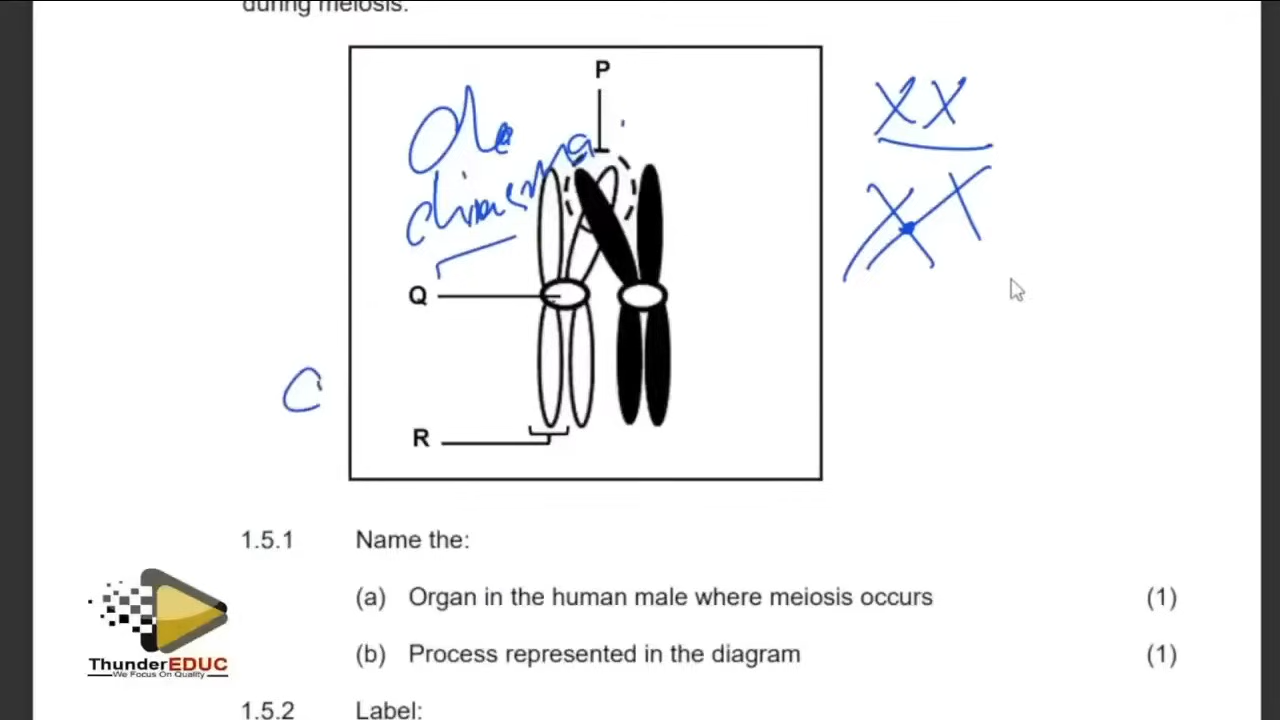 during meiosis.
P
XX
Q
R
C
1.5.1 Name the:
(a) Organ in the human male where meiosis occurs (1)
(b) Process represented in the diagram (1)
ThunderEDUC
We Focus On Quality
1.5.2 Label: